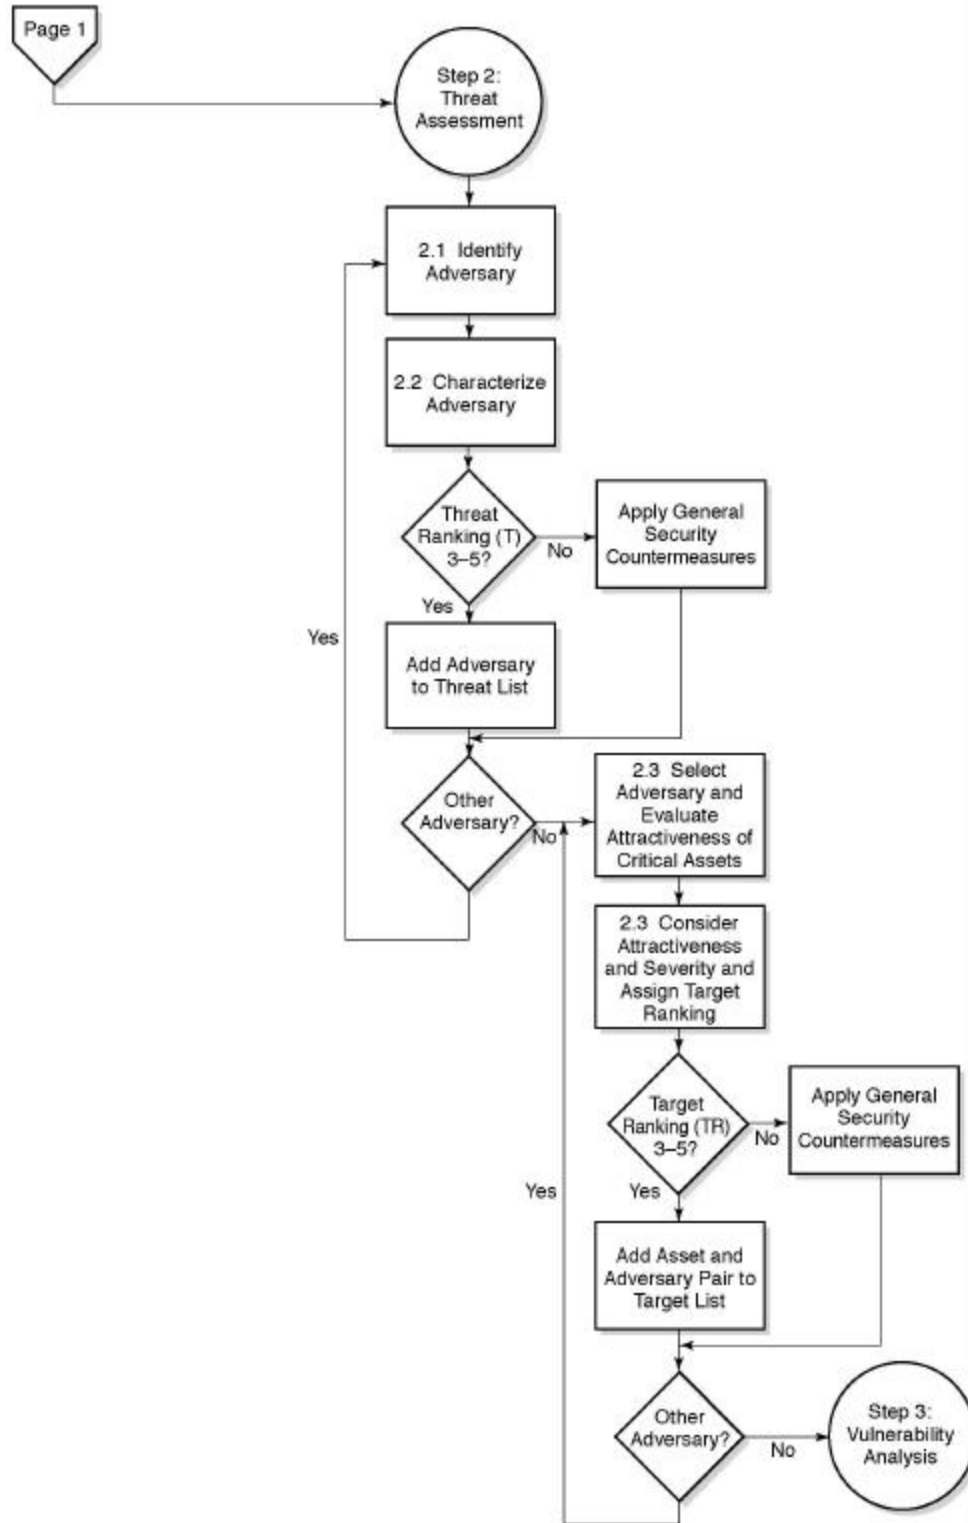 Page 1
Step 2:
Threat
Assessment
2.1 Identify
Adversary
2.2 Characterize
Adversary
Threat
Ranking (T)
3–5?
No
Apply General
Security
Countermeasures
Yes
Yes
Add Adversary
to Threat List
Other
Adversary?
No
2.3 Select
Adversary and
Evaluate
Attractiveness of
Critical Assets
2.3 Consider
Attractiveness
and Severity and
Assign Target
Ranking
Target
Ranking (TR)
3–5?
No
Apply General
Security
Countermeasures
Yes
Yes
Add Asset and
Adversary Pair to
Target List
Other
Adversary?
No
Step 3:
Vulnerability
Analysis